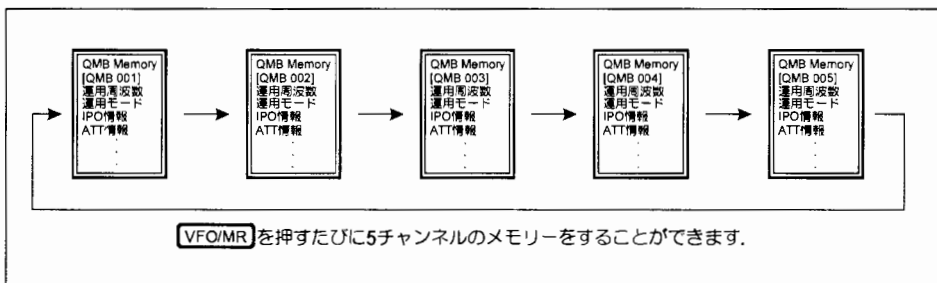 QMB Memory
[QMB 001]
運用周波数
運用モード
IPO情報
ATT情報
.
.
.
QMB Memory
[QMB 002]
運用周波数
運用モード
IPO情報
ATT情報
.
.
.
QMB Memory
[QMB 003]
運用周波数
運用モード
IPO情報
ATT情報
.
.
.
QMB Memory
[QMB 004]
運用周波数
運用モード
IPO情報
ATT情報
.
.
.
QMB Memory
[QMB 005]
運用周波数
運用モード
IPO情報
ATT情報
.
.
.
VFO/MRを押すたびに5チャンネルのメモリーをすることができます.